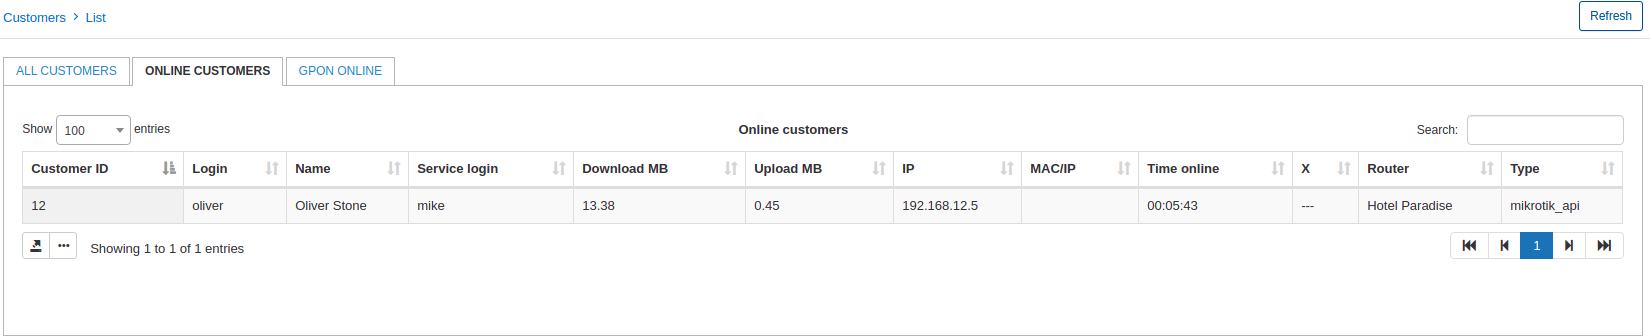 Customers > List
Refresh
ALL CUSTOMERS ONLINE CUSTOMERS GPON ONLINE
Show 100 entries Online customers Search:
Customer ID Login Name Service login Download MB Upload MB IP MAC/IP Time online X Router Type
12 oliver Oliver Stone mike 13.38 0.45 192.168.12.5 00:05:43 --- Hotel Paradise mikrotik_api
Showing 1 to 1 of 1 entries 1